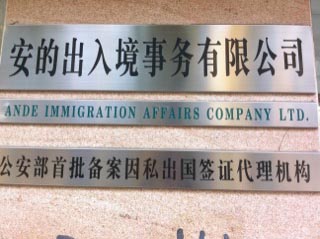 安的出入境事务有限公司
ANDE IMMIGRATION AFFAIRS COMPANY LTD.
公安部首批备案因私出国签证代理机构